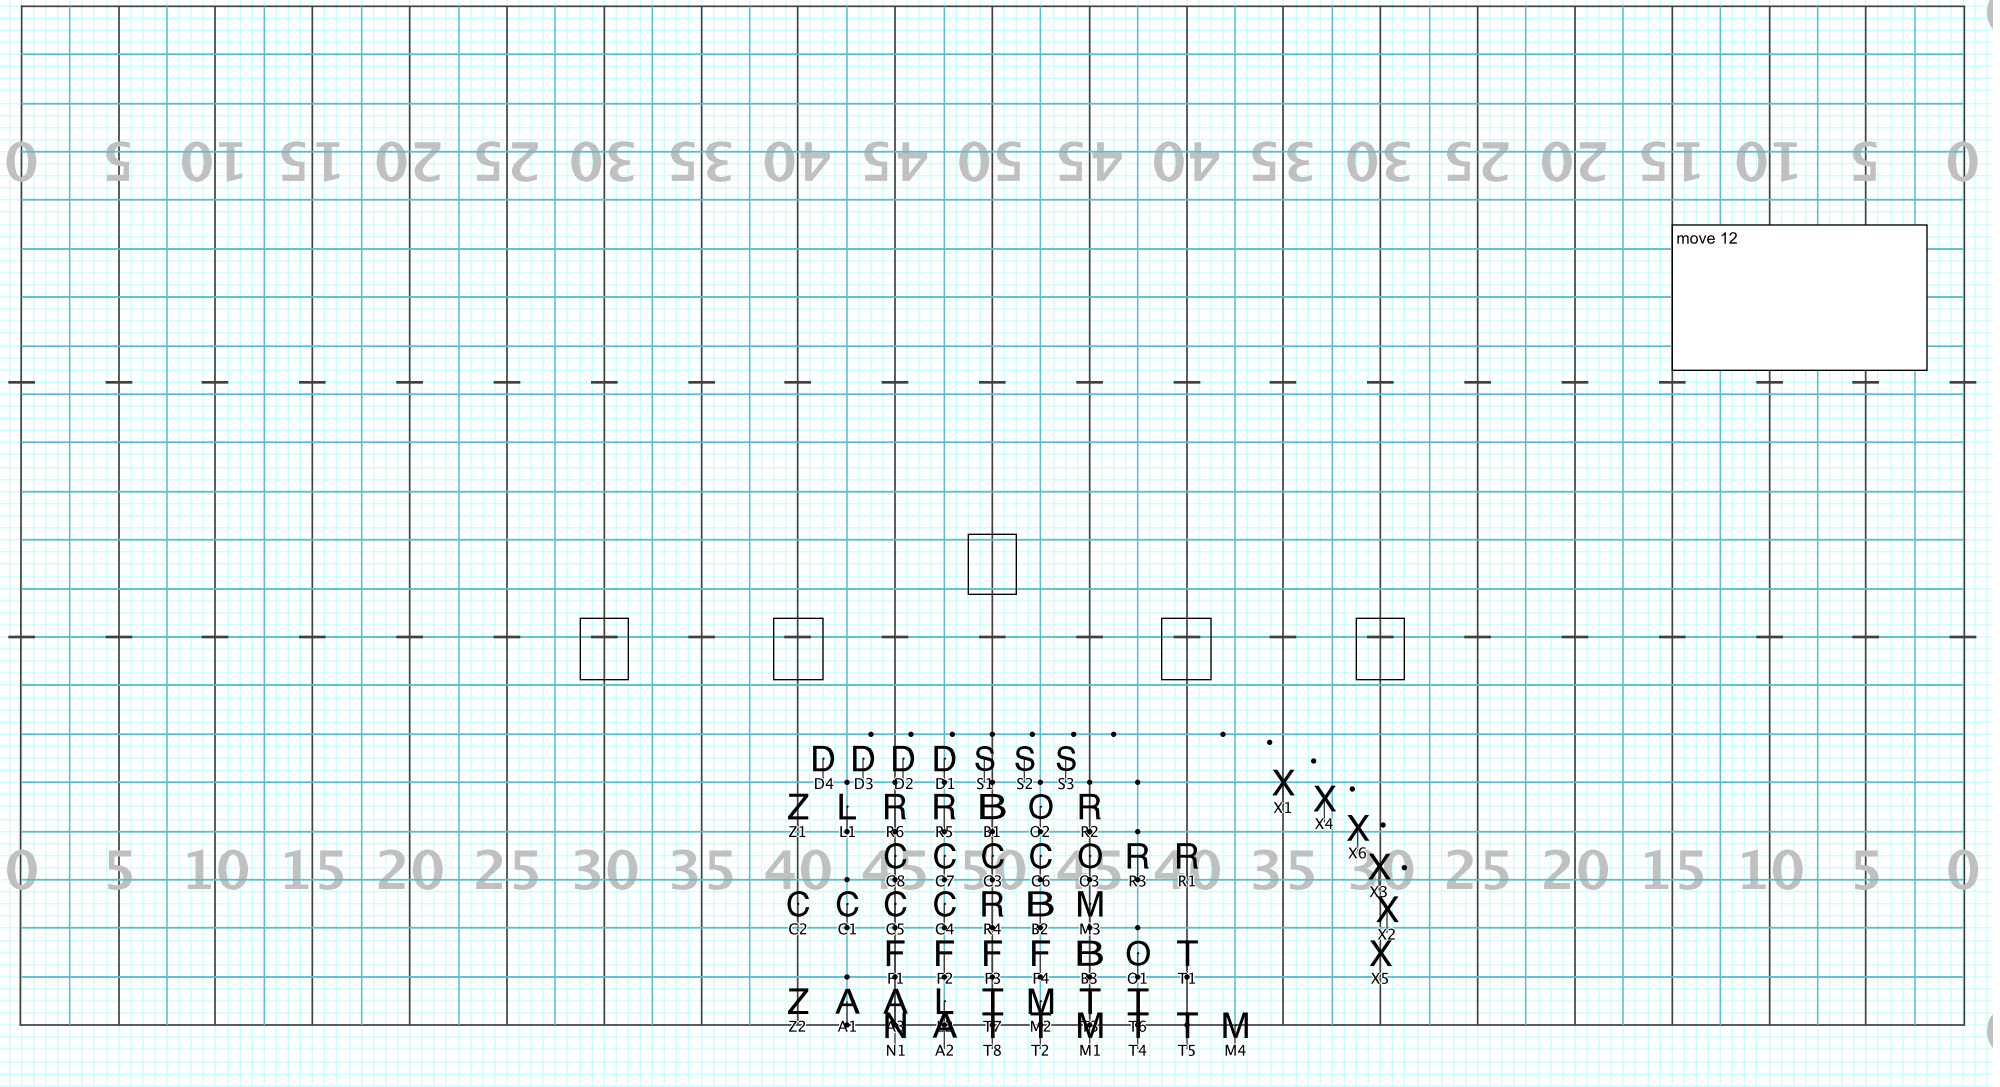 0 5 10 15 20 25 30 35 40 45 50 45 40 35 30 25 20 15 10 5 0
move 12
D D D D S S S
D4 D3 D2 D1 S1 S2 S3
X
X1
X
X4
Z L R R B O R
Z1 L1 R6 R5 B1 O2 R2
X
X6
0 5 10 15 20 25 30 35 40 45 50 45 40 35 30 25 20 15 10 5 0
C C C C O R R
C8 C7 C3 C6 O3 R3 R1
X
X3
C C C C R B M
C2 C1 C5 C4 R4 B2 M3
X
X2
F F F F B O T
F1 F2 F3 F4 B3 O1 T1
X
X5
Z A A L T M T T
Z2 A1 A3 T7 M2 T6
N A T T M T T M
N1 A2 T8 T2 M1 T4 T5 M4